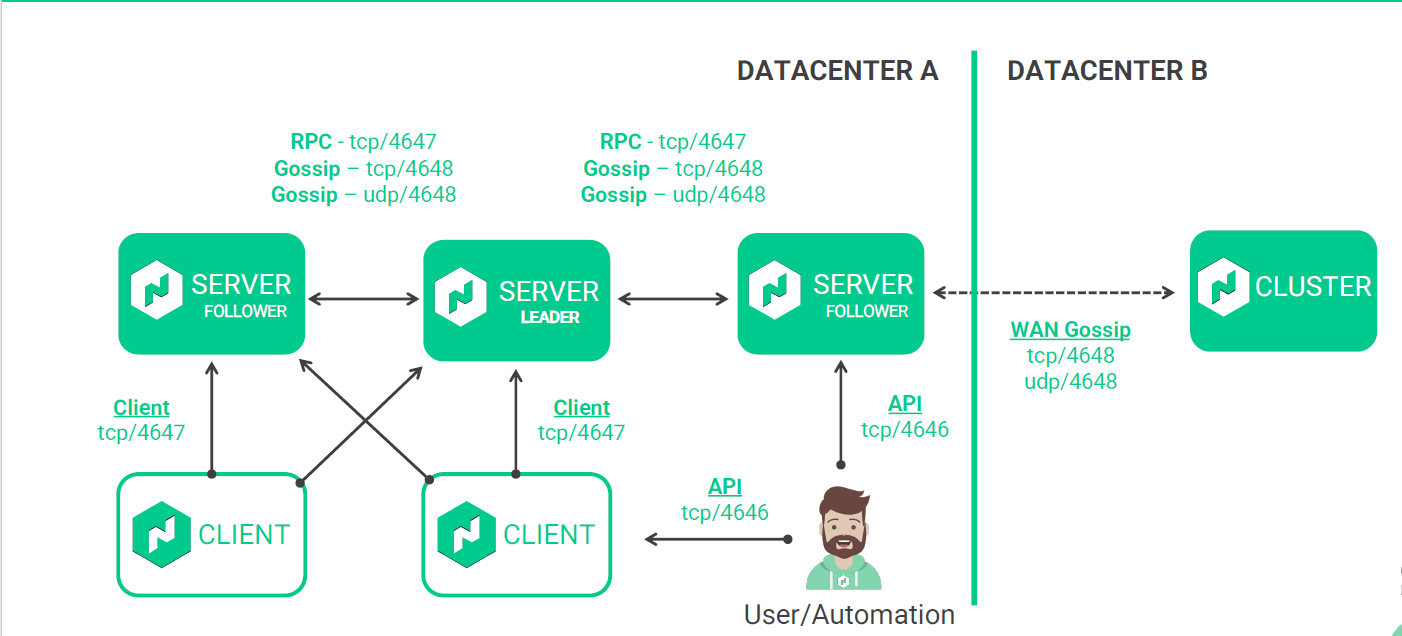 DATACENTER A
DATACENTER B
RPC - tcp/4647
Gossip – tcp/4648
Gossip – udp/4648
RPC - tcp/4647
Gossip – tcp/4648
Gossip – udp/4648
SERVER
FOLLOWER
SERVER
LEADER
SERVER
FOLLOWER
CLUSTER
WAN Gossip
tcp/4648
udp/4648
Client
tcp/4647
Client
tcp/4647
API
tcp/4646
API
tcp/4646
CLIENT
CLIENT
User/Automation